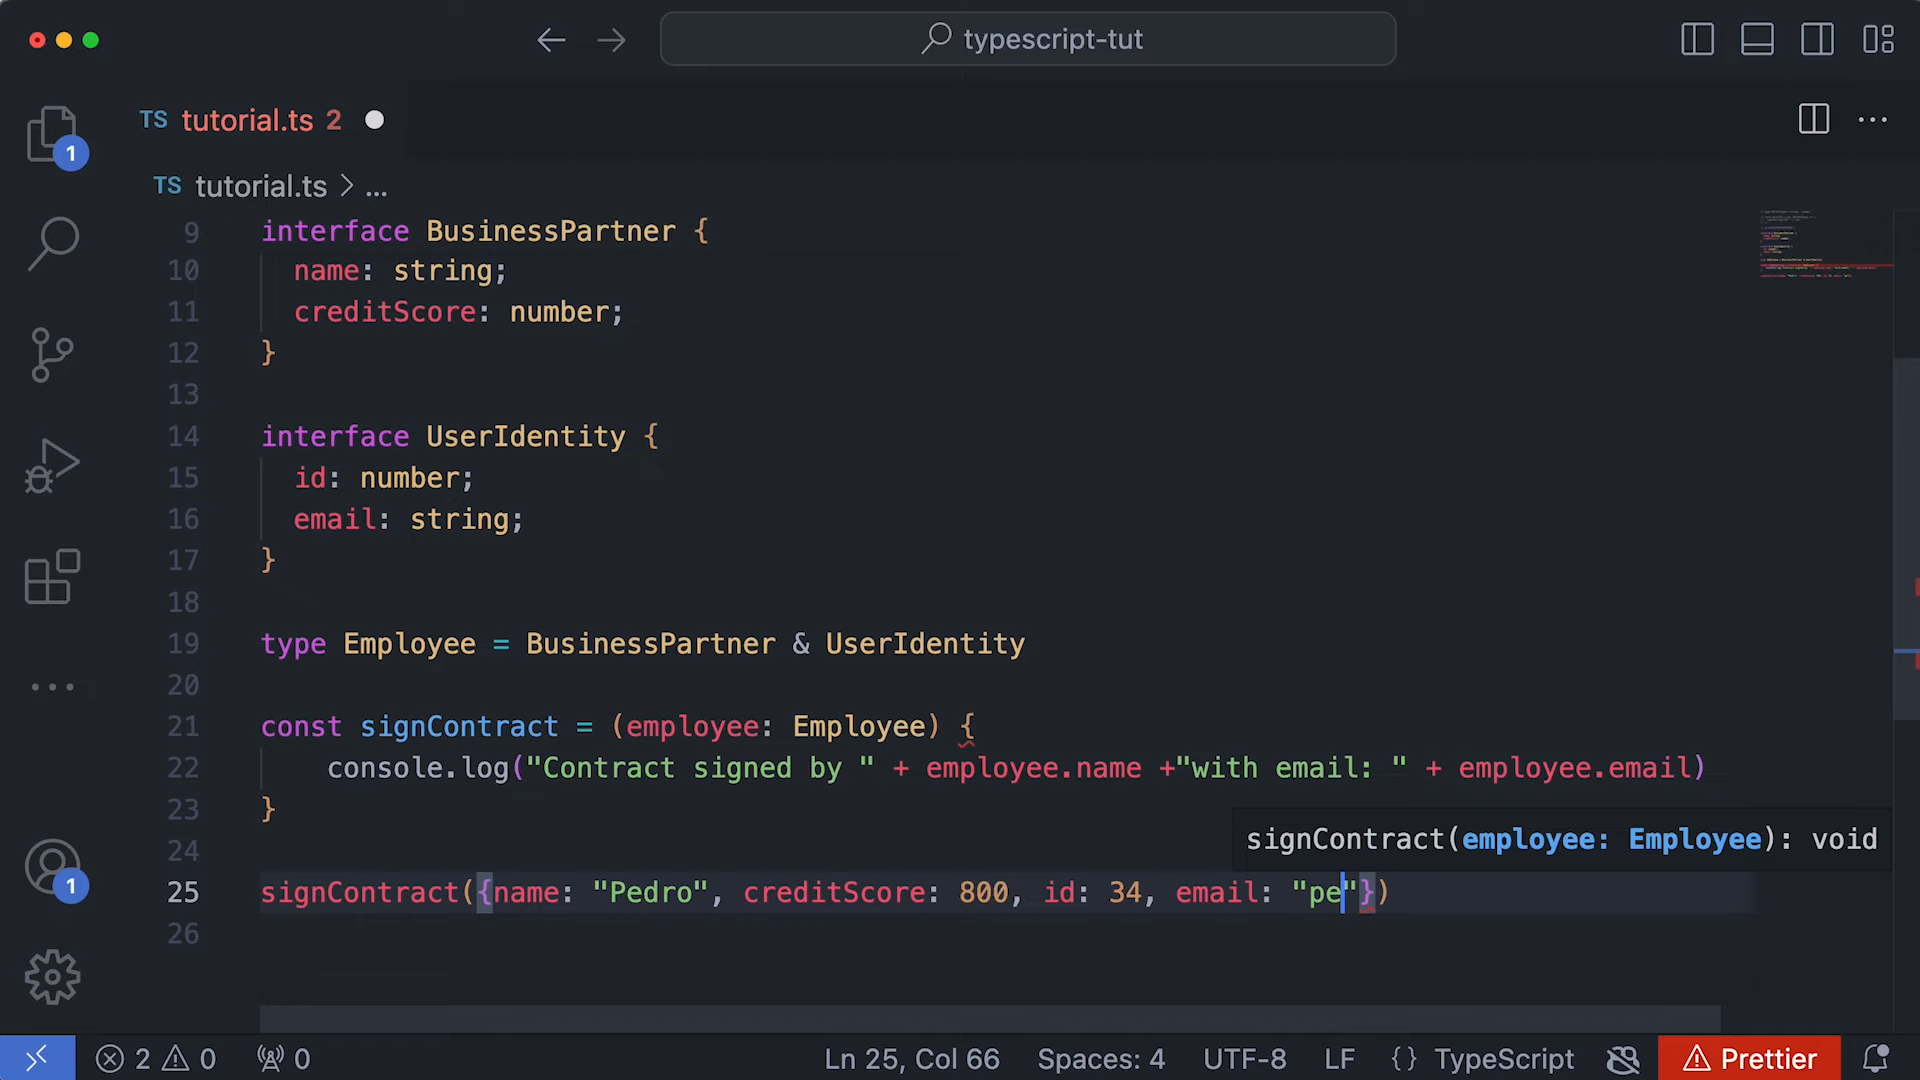 typescript-tut
TS tutorial.ts 2
1
TS tutorial.ts > ...
9 interface BusinessPartner {
10 name: string;
11 creditScore: number;
12 }
13
14 interface UserIdentity {
15 id: number;
16 email: string;
17 }
18
19 type Employee = BusinessPartner & UserIdentity
20
21 const signContract = (employee: Employee) {
22 console.log("Contract signed by " + employee.name +"with email: " + employee.email)
23 }
24
signContract(employee: Employee): void
1
25 signContract({name: "Pedro", creditScore: 800, id: 34, email: "pe"})
26
2 0 0 Ln 25, Col 66 Spaces: 4 UTF-8 LF {} TypeScript Prettier